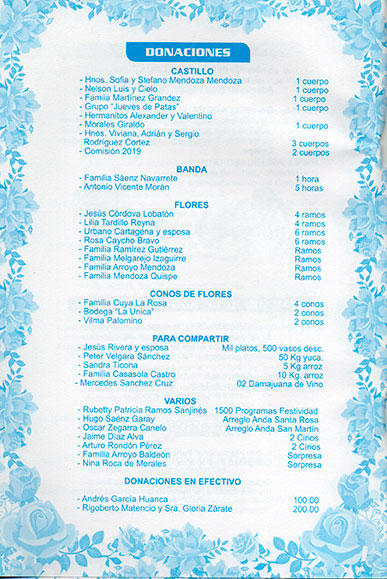 DONACIONES
CASTILLO
- Hnos. Sofia y Stefano Mendoza Mendoza 1 cuerpo
- Nelson Luis y Cielo 1 cuerpo
- Familia Martínez Grandez 1 cuerpo
- Grupo "Jueves de Patas" 1 cuerpo
- Hermanitos Alexander y Valentino
Morales Giraldo 1 cuerpo
- Hnos. Viviana, Adrián y Sergio
Rodríguez Cortez 3 cuerpos
- Comisión 2019 2 cuerpos
BANDA
- Familia Sáenz Navarrete 1 hora
- Antonio Vicente Morán 5 horas
FLORES
- Jesús Córdova Lobatón 4 ramos
- Lilia Tardillo Reyna 4 ramos
- Urbano Cartagena y esposa 6 ramos
- Rosa Caycho Bravo 6 ramos
- Familia Ramírez Gutiérrez Ramos
- Familia Melgarejo Izaguirre Ramos
- Familia Arroyo Mendoza Ramos
- Familia Mendoza Quispe Ramos
CONOS DE FLORES
- Familia Cuya La Rosa 4 conos
- Bodega "La Unica" 2 conos
- Vilma Palomino 2 conos
PARA COMPARTIR
- Jesús Rivera y esposa Mil platos, 500 vasos desc.
- Peter Velgara Sánchez 50 Kg yuca.
- Sandra Ticona 5 Kg arroz
- Familia Casasola Castro 10 Kg. arroz
- Mercedes Sanchez Cruz 02 Damajuana de Vino
VARIOS
- Rubotty Patricia Ramos Sanjinés 1500 Programas Festividad
- Hugo Saénz Garay Arreglo Anda Santa Rosa
- Oscar Zegarra Canelo Arreglo Anda San Martín
- Jaime Díaz Alva 2 Cirios
- Arturo Rondón Pérez 2 Cirios
- Familia Arroyo Baldeón Sorpresa
- Nina Roca de Morales Sorpresa
DONACIONES EN EFECTIVO
- Andrés García Huanca 100.00
- Rigoberto Matencio y Sra. Gloria Zárate 200.00